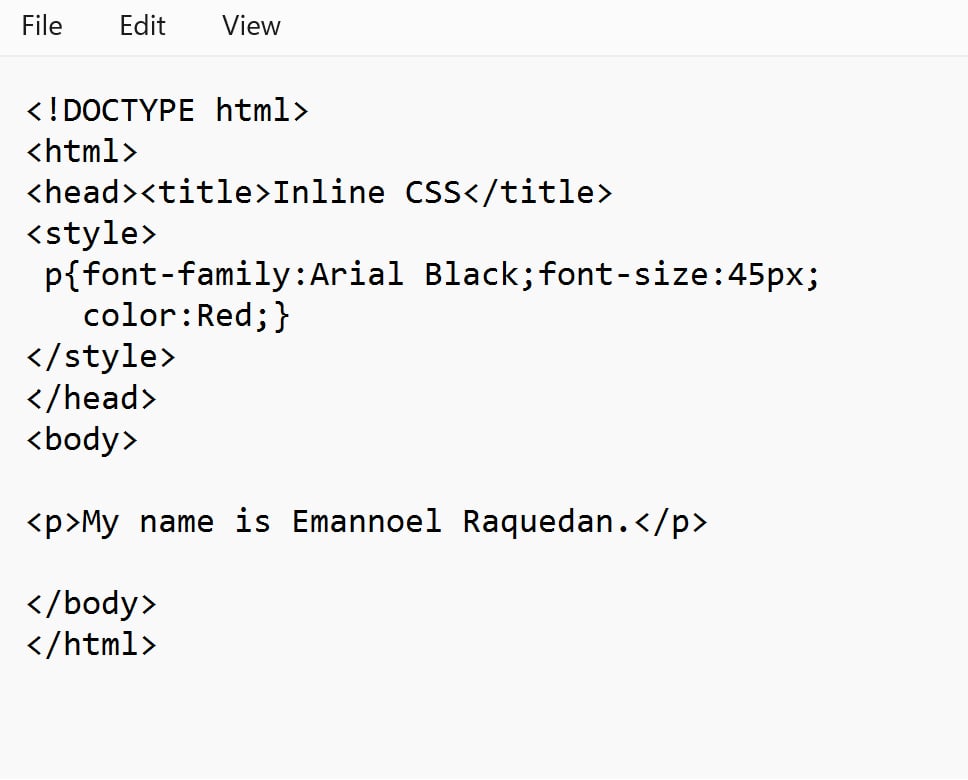 File Edit View
<!DOCTYPE html>
<html>
<head><title>Inline CSS</title>
<style>
 p{font-family:Arial Black;font-size:45px;
   color:Red;}
</style>
</head>
<body>

<p>My name is Emannoel Raquedan.</p>

</body>
</html>